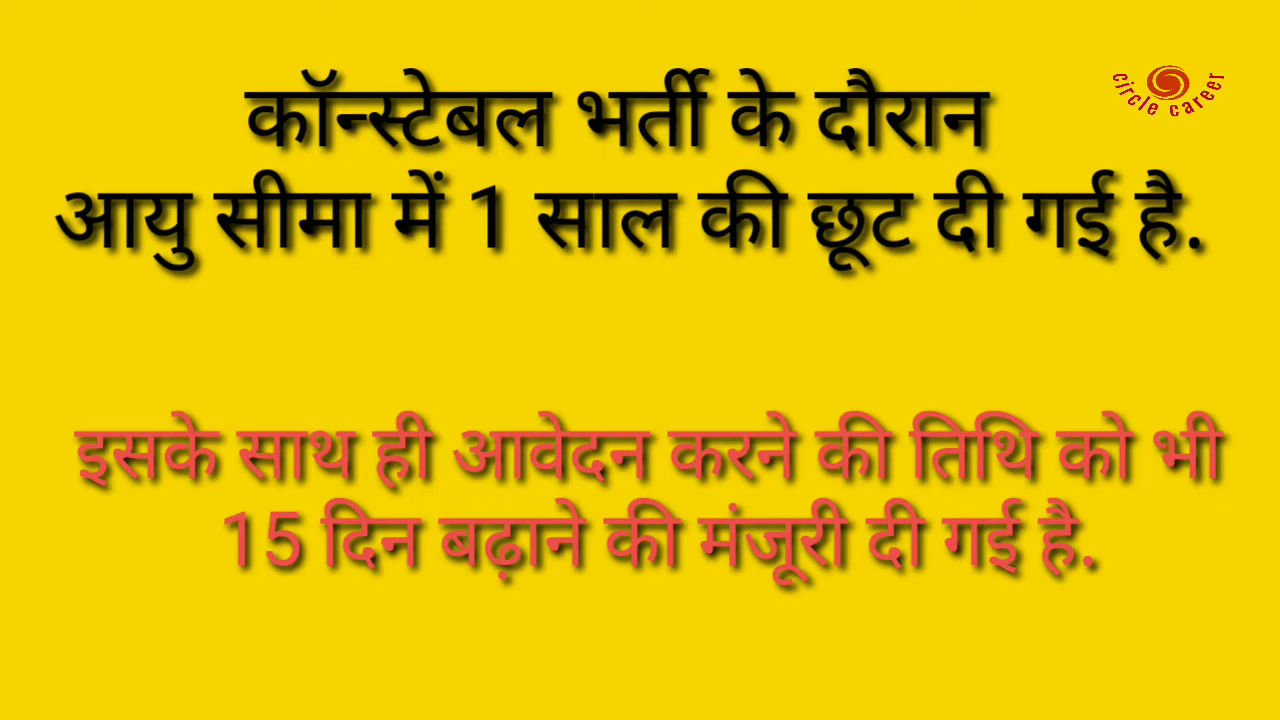 circle career
कॉन्स्टेबल भर्ती के दौरान
आयु सीमा में 1 साल की छूट दी गई है.
इसके साथ ही आवेदन करने की तिथि को भी
15 दिन बढ़ाने की मंजूरी दी गई है.